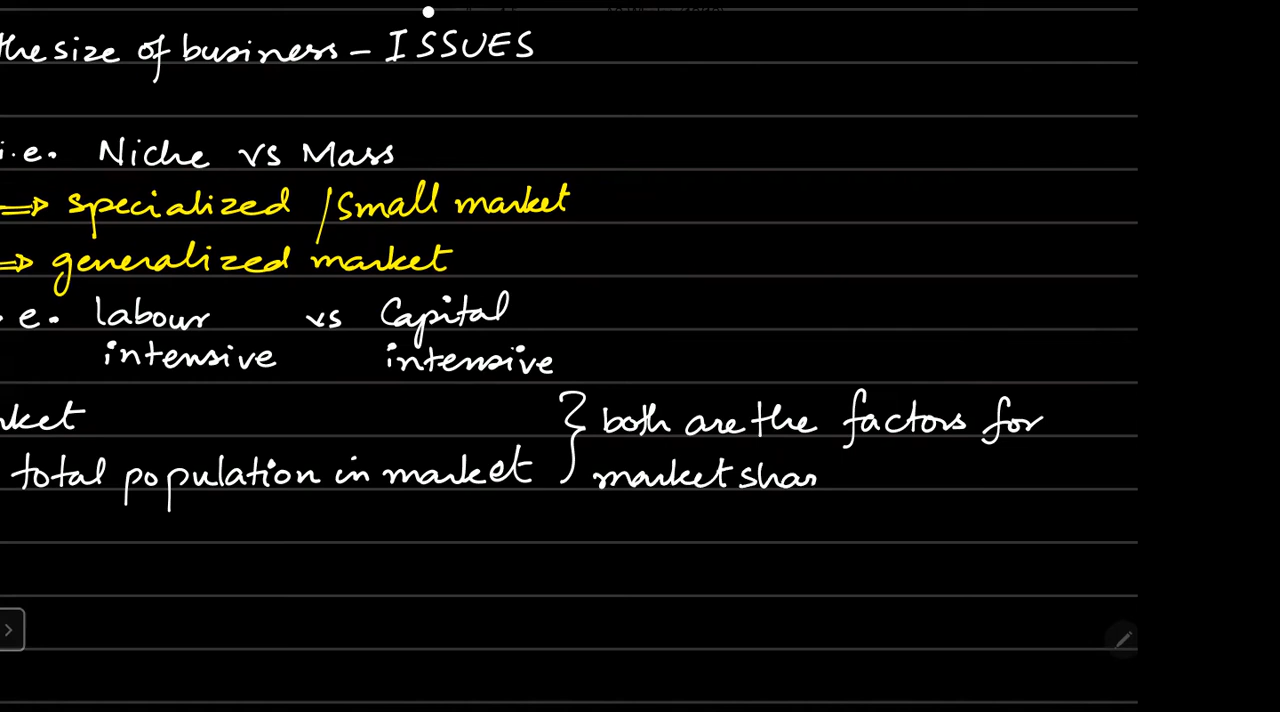 the size of business – ISSUES
i.e. Niche vs Mass
⇒ specialized / small market
⇒ generalized market
e. labour vs Capital
intensive intensive
rket } both are the factors for
total population in market } market shar